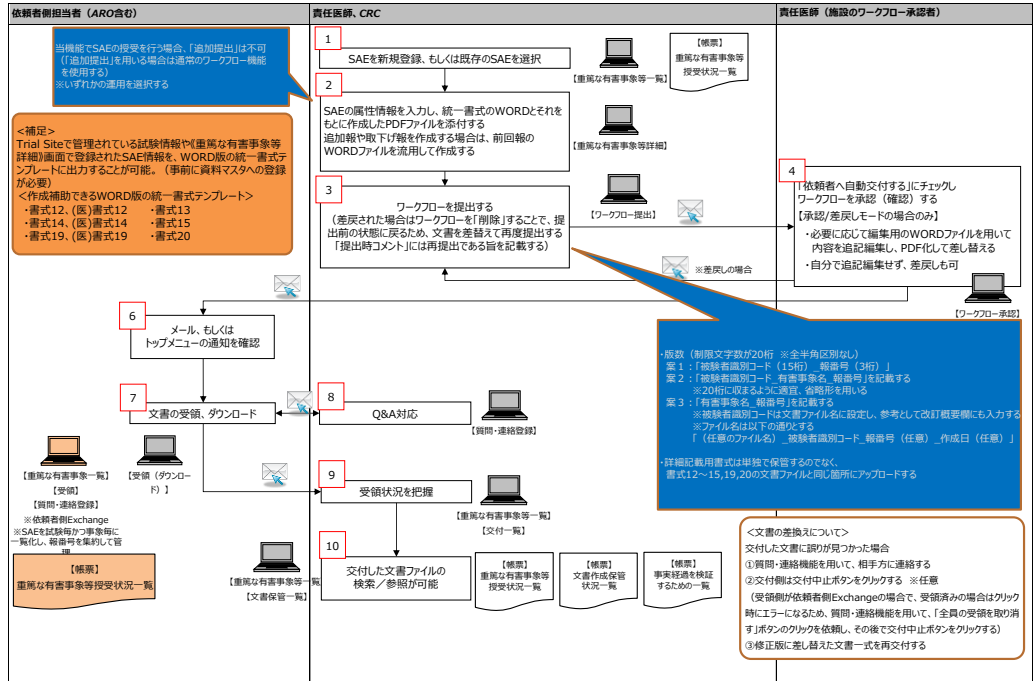 依頼者側担当者（ARO含む）
責任医師、CRC
責任医師（施設のワークフロー承認者）
当機能でSAEの授受を行う場合、「追加提出」は不可
（「追加提出」を用いる場合は通常のワークフロー機能
を使用する）
※いずれかの運用を選択する
<補足>
Trial Siteで管理されている試験情報や《重篤な有害事象等
詳細》画面で登録されたSAE情報を、WORD版の統一書式テ
ンプレートに出力することが可能。（事前に資料マスタへの登録
が必要）
<作成補助できるWORD版の統一書式テンプレート>
・書式12、(医)書式12　・書式13
・書式14、(医)書式14　・書式15
・書式19、(医)書式19　・書式20
1
SAEを新規登録、もしくは既存のSAEを選択
【重篤な有害事象等一覧】
【帳票】
重篤な有害事象等
授受状況一覧
2
SAEの属性情報を入力し、統一書式のWORDとそれを
もとに作成したPDFファイルを添付する
追加報や取下げ報を作成する場合は、前回報の
WORDファイルを流用して作成する
【重篤な有害事象等詳細】
3
ワークフローを提出する
（差戻された場合はワークフローを「削除」することで、提
出前の状態に戻るため、文書を差替えて再度提出する
「提出時コメント」には再提出である旨を記載する）
【ワークフロー提出】
4
「依頼者へ自動交付する」にチェックし
ワークフローを承認（確認）する
【承認/差戻しモードの場合のみ】
・必要に応じて編集用のWORDファイルを用いて
内容を追記編集し、PDF化して差し替える
・自分で追記編集せず、差戻しも可
※差戻しの場合
【ワークフロー承認】
6
メール、もしくは
トップメニューの通知を確認
・版数（制限文字数が20桁　※全半角区別なし）
案１：「被験者識別コード（15桁）_報番号（3桁）」
案２：「被験者識別コード_有害事象名_報番号」を記載する
※20桁に収まるように適宜、省略形を用いる
案３：「有害事象名_報番号」を記載する
※被験者識別コードは文書ファイル名に設定し、参考として改訂概要欄にも入力する
※ファイル名は以下の通りとする
「（任意のファイル名）_被験者識別コード_報番号（任意）_作成日（任意）」
・詳細記載用書式は単独で保管するのでなく、
書式12～15,19,20の文書ファイルと同じ箇所にアップロードする
7
文書の受領、ダウンロード
8
Q&A対応
【質問・連絡登録】
【重篤な有害事象一覧】
【受領】
【質問・連絡登録】
※依頼者側Exchange
※SAEを試験毎かつ事象毎に
一覧化し、報番号を集約して管
理
【受領（ダウンロー
ド）】
9
受領状況を把握
【重篤な有害事象等一覧】
【交付一覧】
【帳票】
重篤な有害事象等授受状況一覧
【重篤な有害事象等一覧
【文書保管一覧】
10
交付した文書ファイルの
検索／参照が可能
【帳票】
重篤な有害事象等
授受状況一覧
【帳票】
文書作成保管
状況一覧
【帳票】
事実経過を検証
するための一覧
<文書の差換えについて>
交付した文書に誤りが見つかった場合
①質問・連絡機能を用いて、相手方に連絡する
②交付側は交付中止ボタンをクリックする　※任意
（受領側が依頼者側Exchangeの場合で、受領済みの場合はクリック
時にエラーになるため、質問・連絡機能を用いて、「全員の受領を取り消
す」ボタンのクリックを依頼し、その後で交付中止ボタンをクリックする）
③修正版に差し替えた文書一式を再交付する